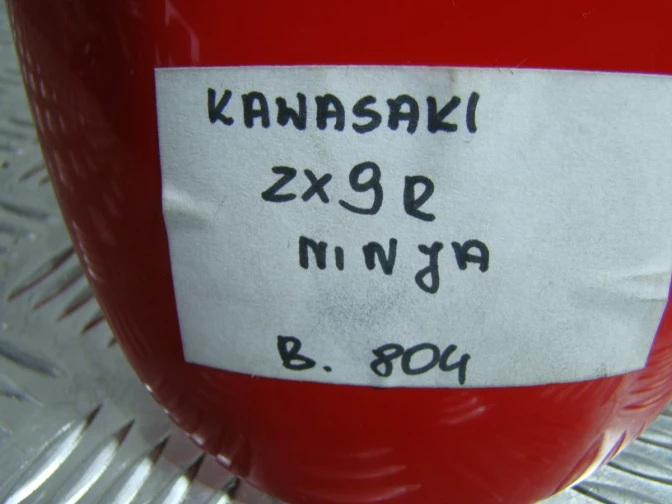 KAWASAKI
ZX9R
NINJA
B. 804